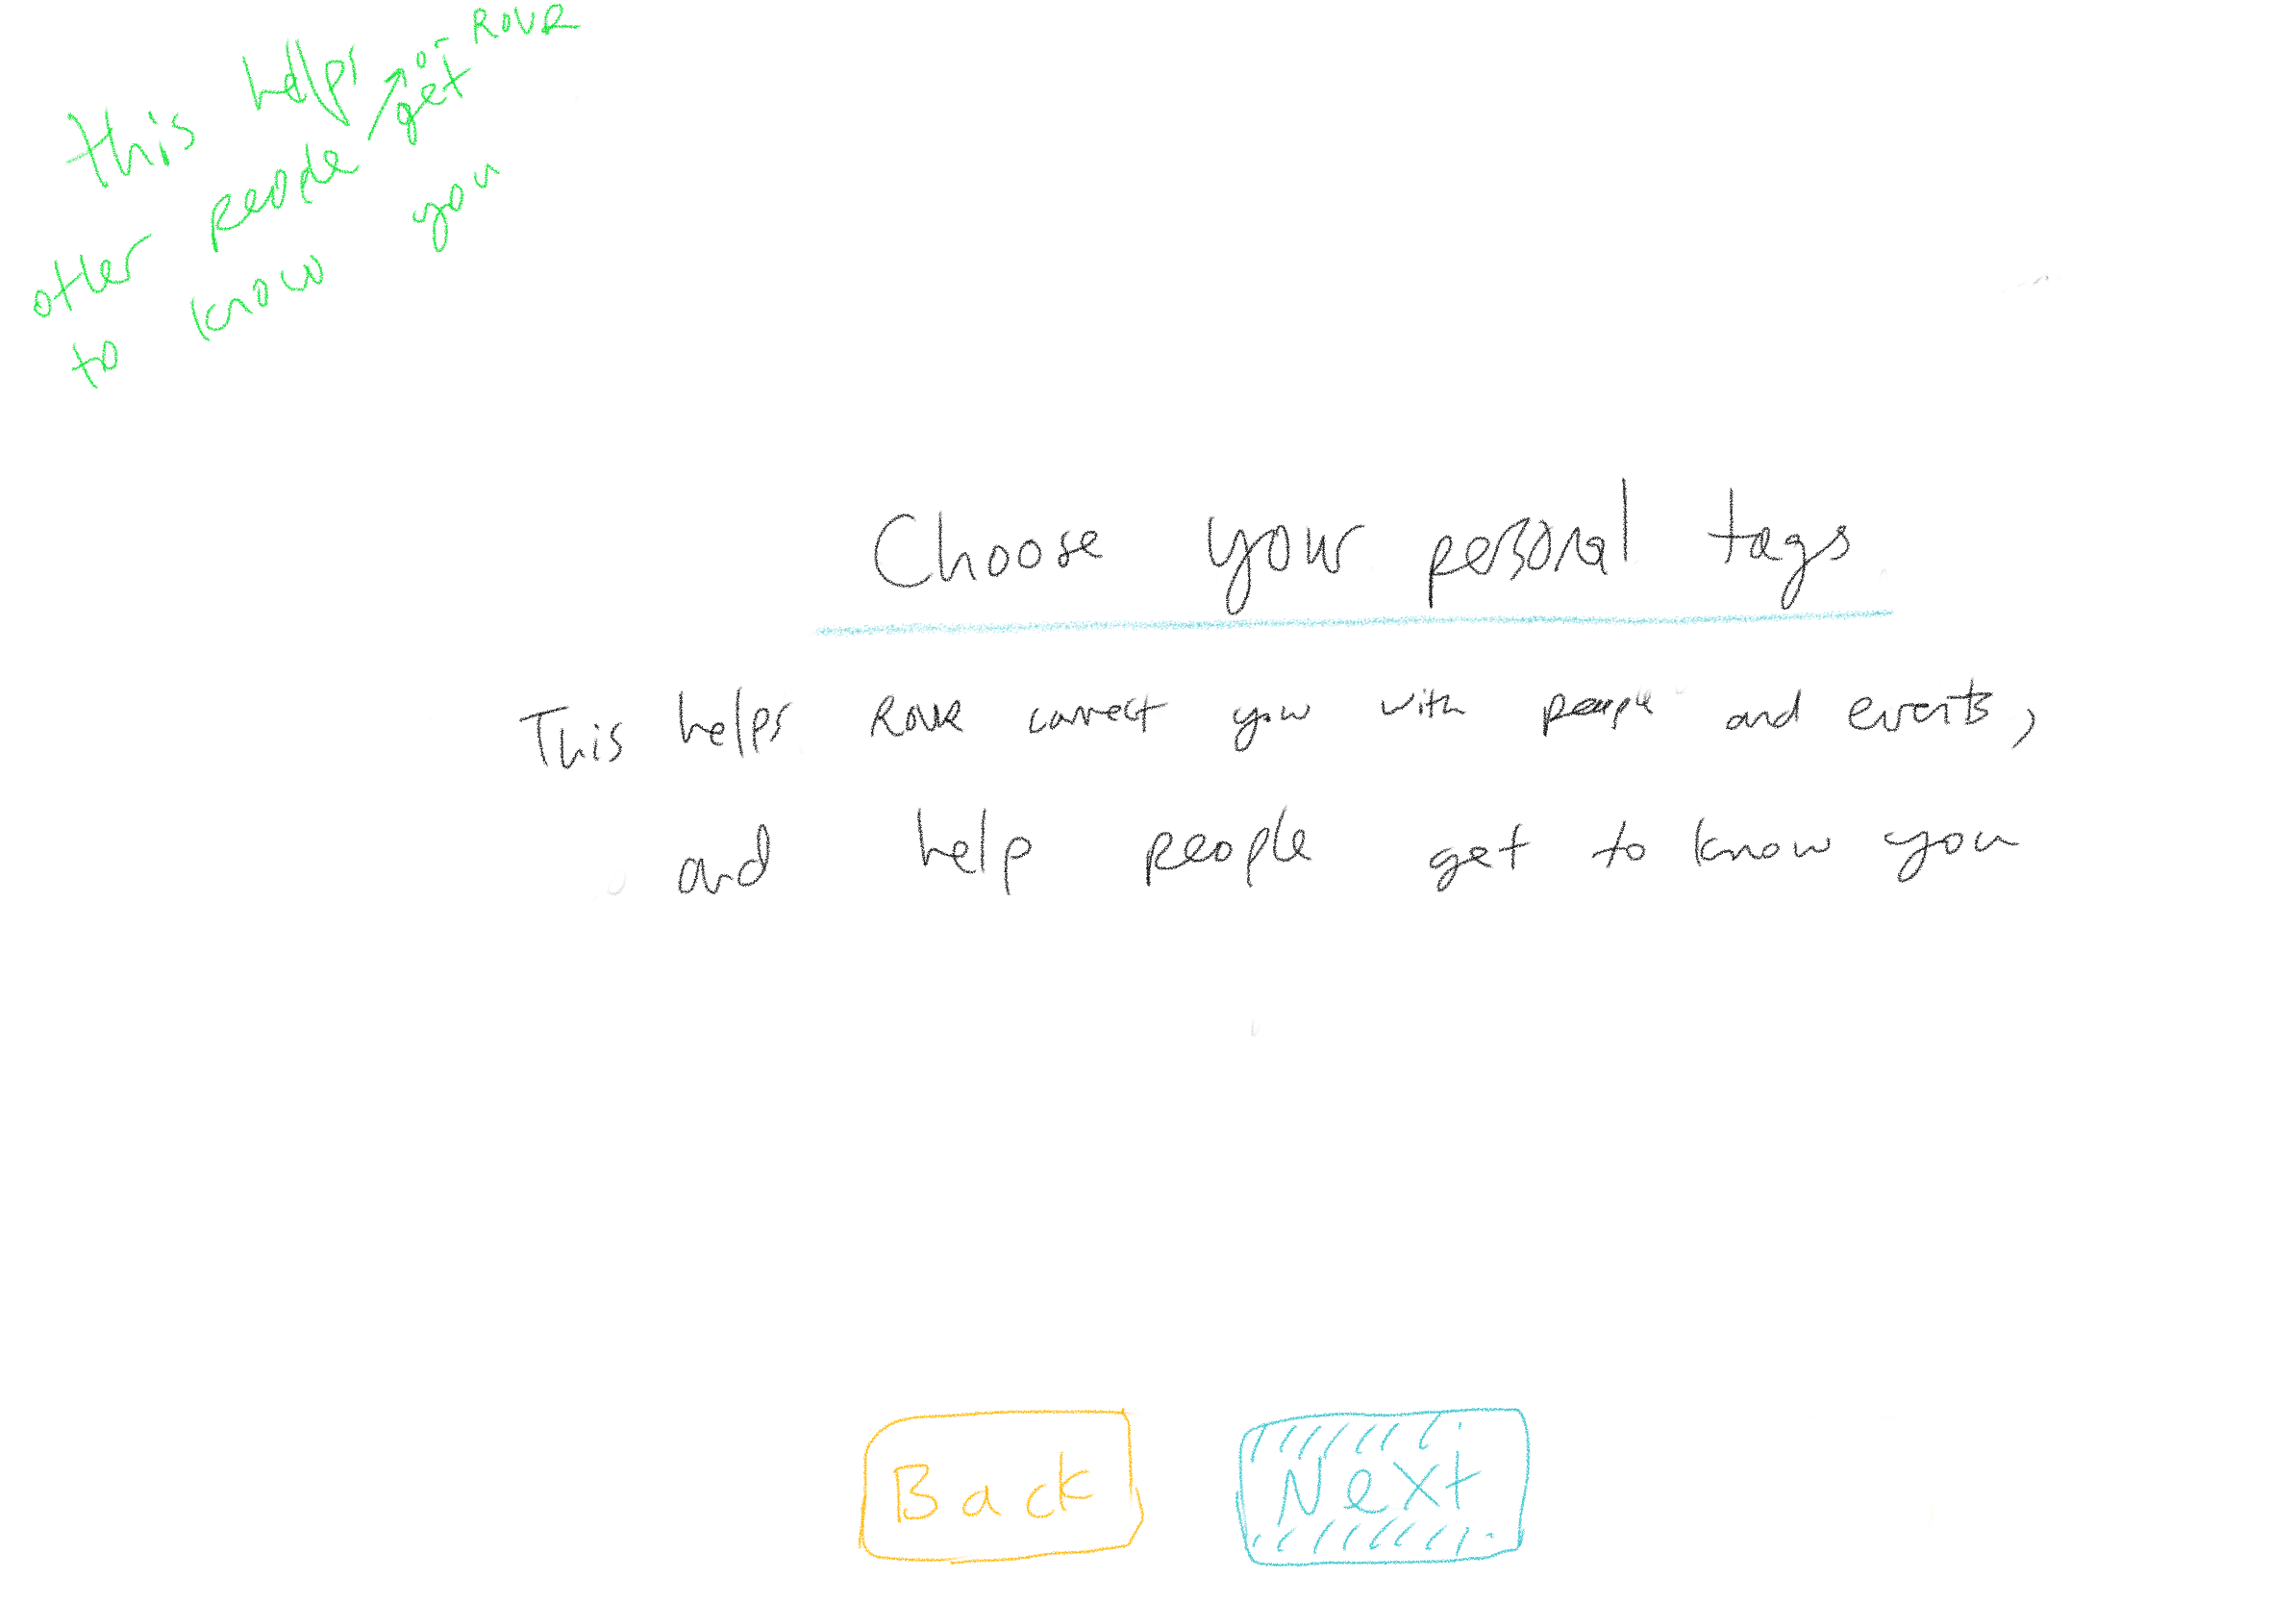 this helps
other people get
or ROVR
to know you
Choose your personal tags
This helps ROVR connect you with people and events,
and help people get to know you
Back
Next